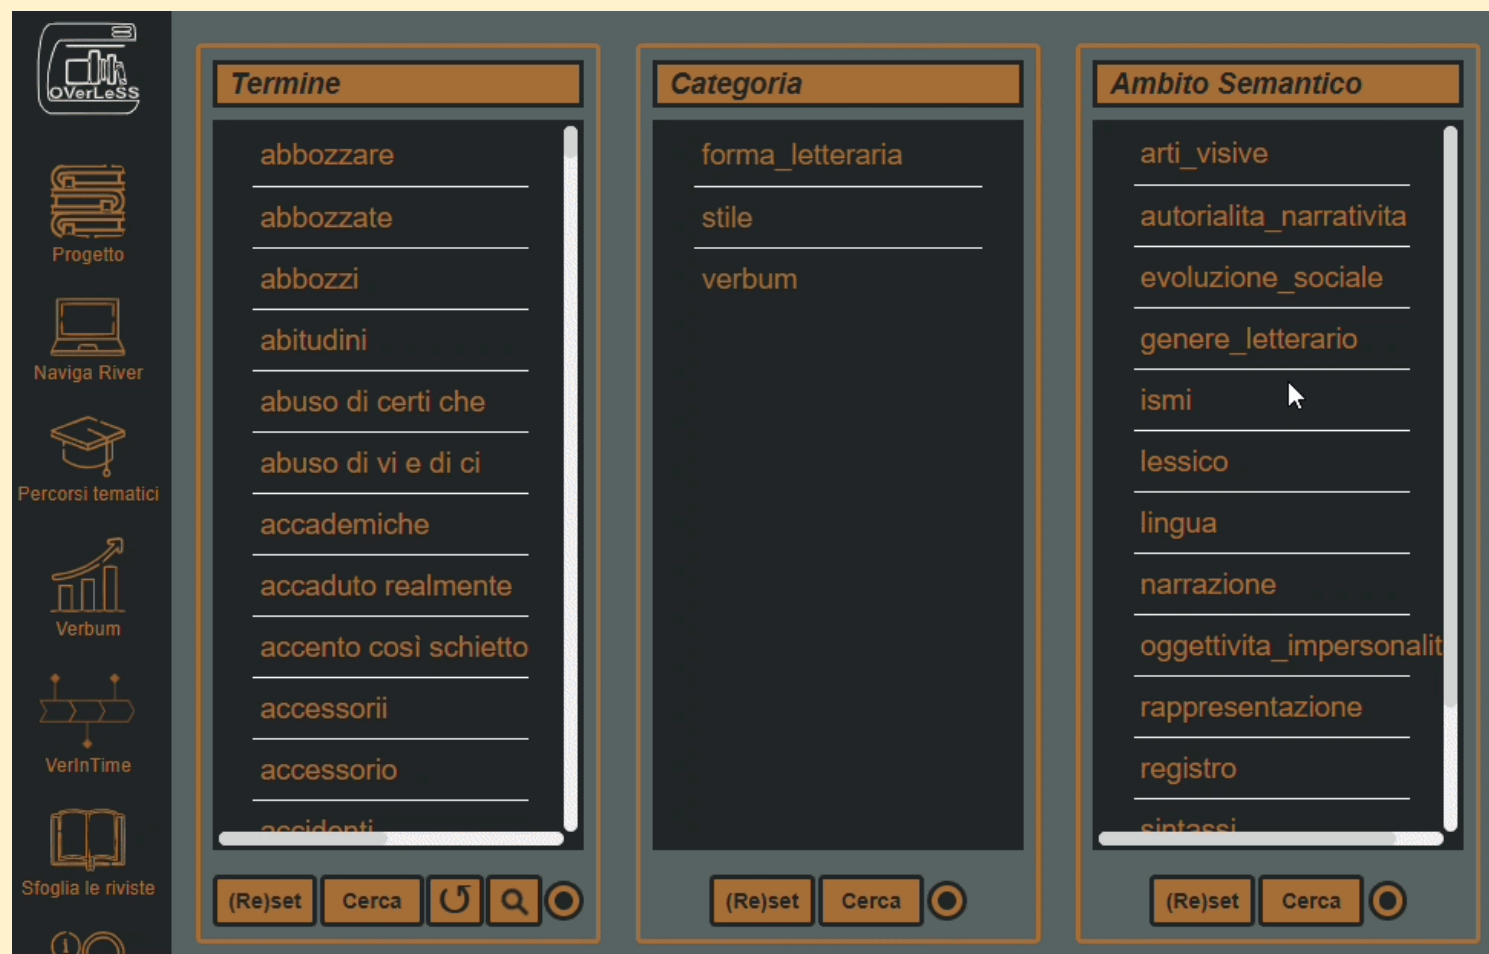 OVerLeSS
Progetto
Naviga River
Percorsi tematici
Verbum
VerInTime
Sfoglia le riviste
Termine
abbozzare
abbozzate
abbozzi
abitudini
abuso di certi che
abuso di vi e di ci
accademiche
accaduto realmente
accento così schietto
accessorii
accessorio
accidenti
(Re)set
Cerca
Categoria
forma_letteraria
stile
verbum
(Re)set
Cerca
Ambito Semantico
arti_visive
autorialita_narrativita
evoluzione_sociale
genere_letterario
ismi
lessico
lingua
narrazione
oggettivita_impersonalit
rappresentazione
registro
sintassi
(Re)set
Cerca